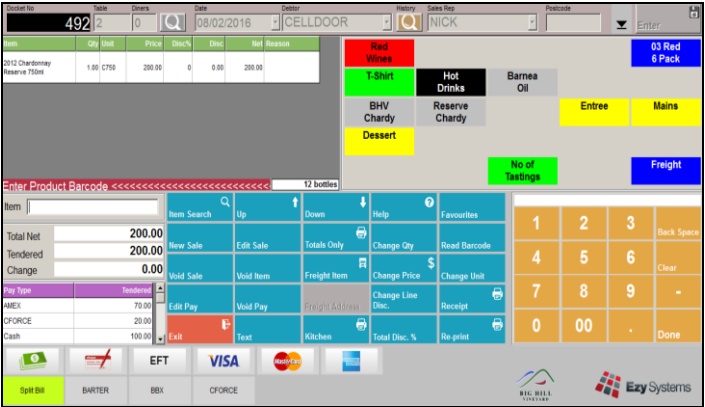 Docket No Table Diners Date Debtor History Sales Rep Postcode
492 2 0 08/02/2016 CELLDOOR NONE Enter
Item Qty Unit Price Disc% Disc Net Reason
2012 Chardonnay
Reserve 750ml
1.00 C750 200.00 0 0.00 200.00
Red
Wines
03 Red
6 Pack
T-Shirt
Hot
Drinks
Barnea
Oil
BHV
Chardy
Reserve
Chardy
Entree
Mains
Dessert
No of
Tastings
Freight
Enter Product Barcode <<<<<<<<<<<<<<<<<<<<<<<<<<<<
12 bottles
Item
Total Net 200.00
Tendered 200.00
Change 0.00
Pay Type Tendered
AMEX 70.00
CFORCE 20.00
Cash 100.00
Item Search Up Down Help Favourites
New Sale Edit Sale Totals Only Change Qty Read Barcode
Void Sale Void Item Freight Item Change Price Change Unit
Edit Pay Void Pay Freight Address Change Line
Disc. Receipt
Exit Text Kitchen Total Disc. % Re-print
1 2 3 Back Space
4 5 6 Clear
7 8 9 -
0 00 . Done
EFT VISA MasterCard
Split Bill BARTER BBX CFORCE
BIG HILL
VINEYARD
Ezy Systems